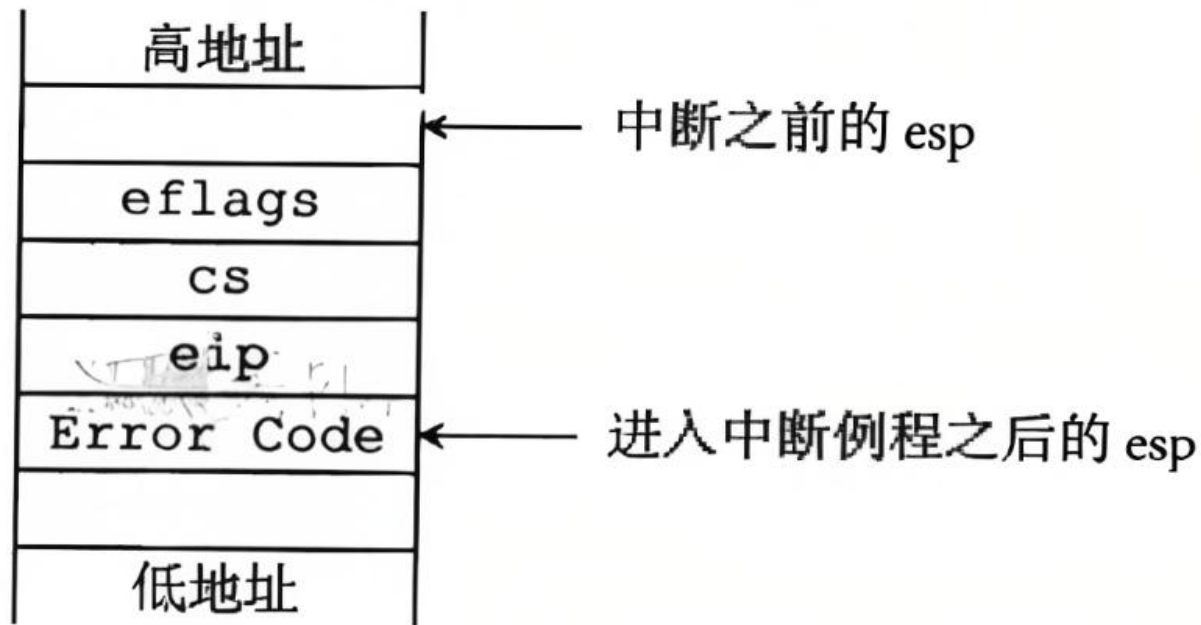 高地址
中断之前的 esp
eflags
cs
eip
Error Code
进入中断例程之后的 esp
低地址